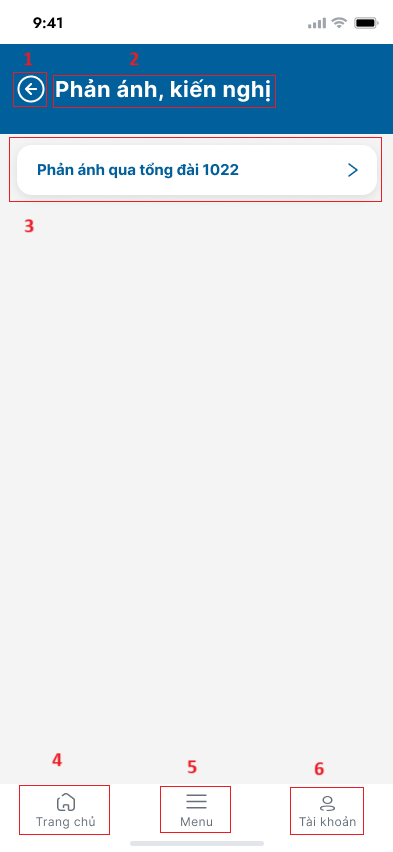 9:41
1
2
Phản ánh, kiến nghị
Phản ánh qua tổng đài 1022
3
4
5
6
Trang chủ
Menu
Tài khoản